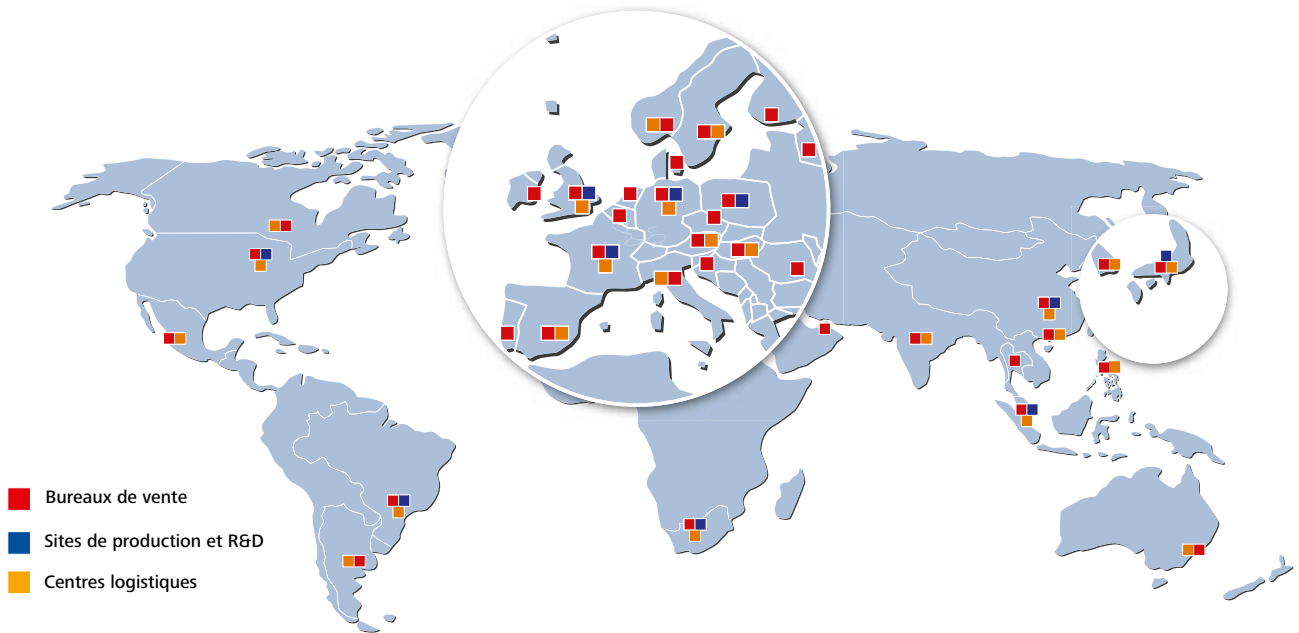 Bureaux de vente
Sites de production et R&D
Centres logistiques